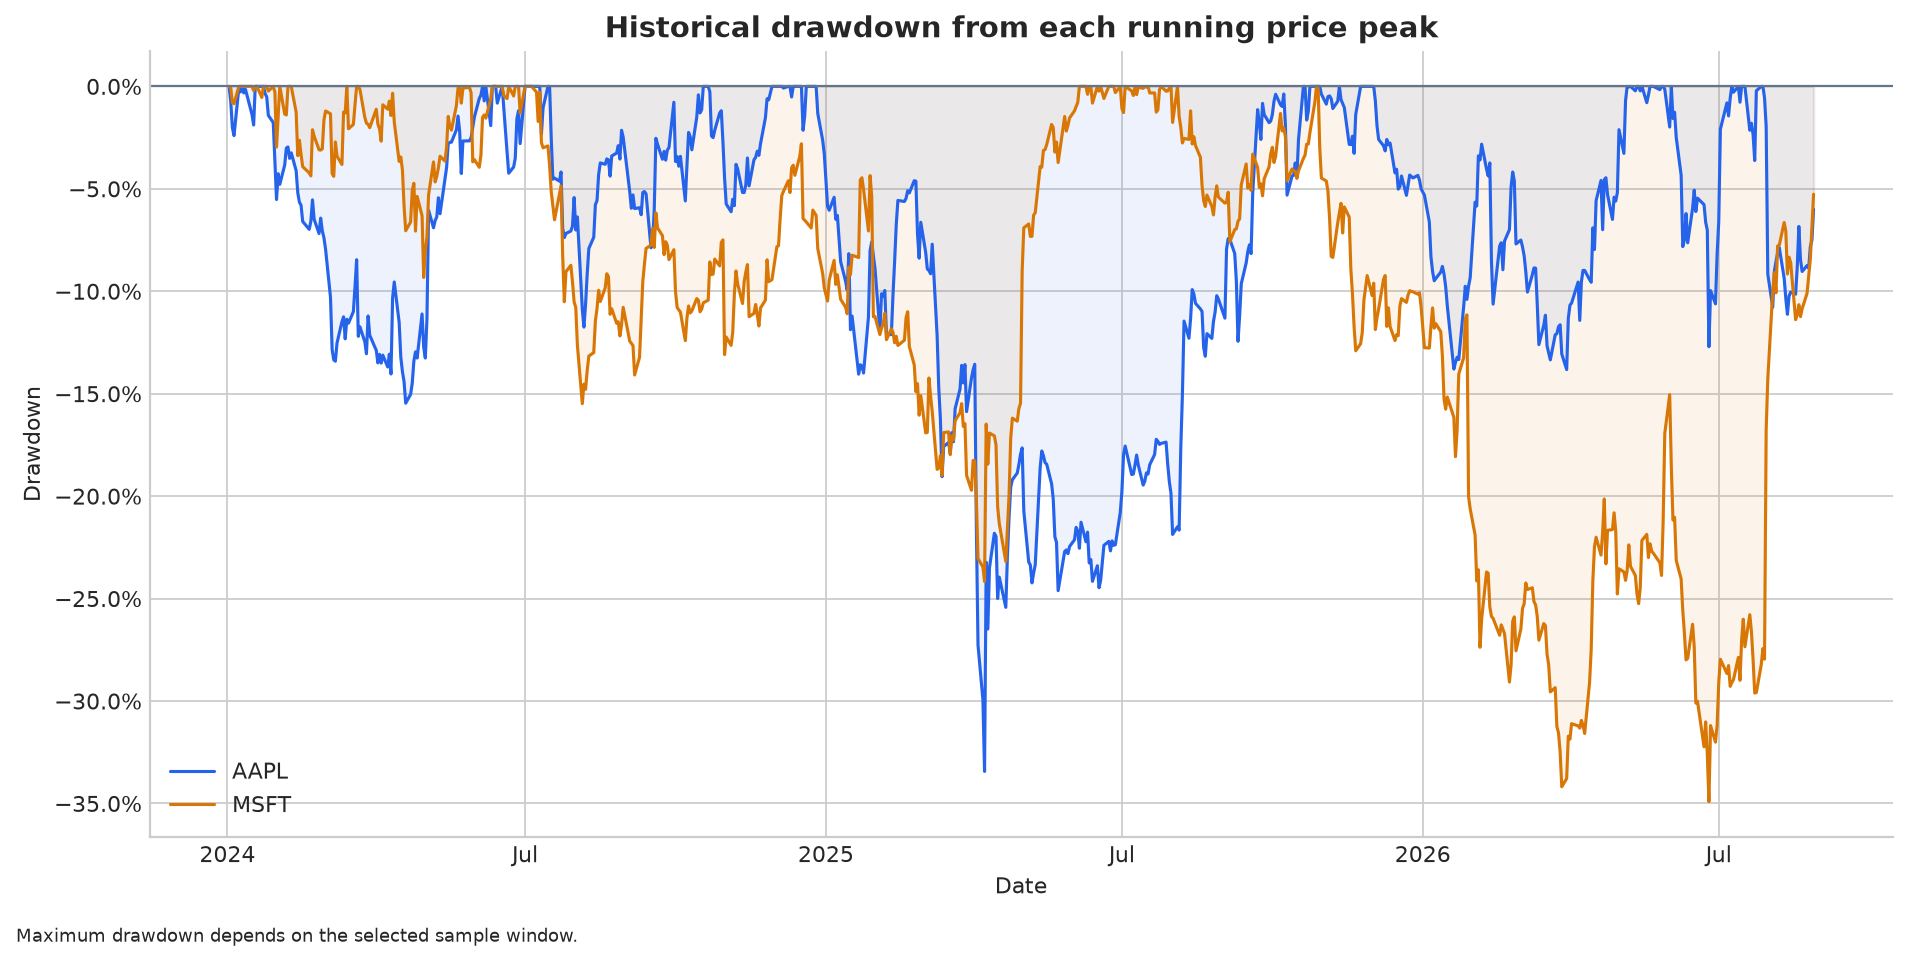 Historical drawdown from each running price peak
0.0%
−5.0%
−10.0%
−15.0%
−20.0%
−25.0%
−30.0%
−35.0%
Drawdown
AAPL
MSFT
2024 Jul 2025 Jul 2026 Jul
Date
Maximum drawdown depends on the selected sample window.